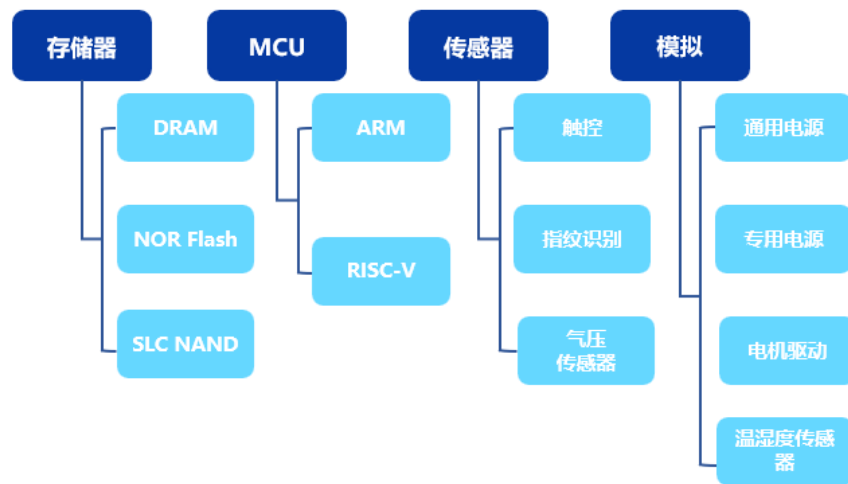 存储器
DRAM
NOR Flash
SLC NAND
MCU
ARM
RISC-V
传感器
触控
指纹识别
气压
传感器
模拟
通用电源
专用电源
电机驱动
温湿度传感
器